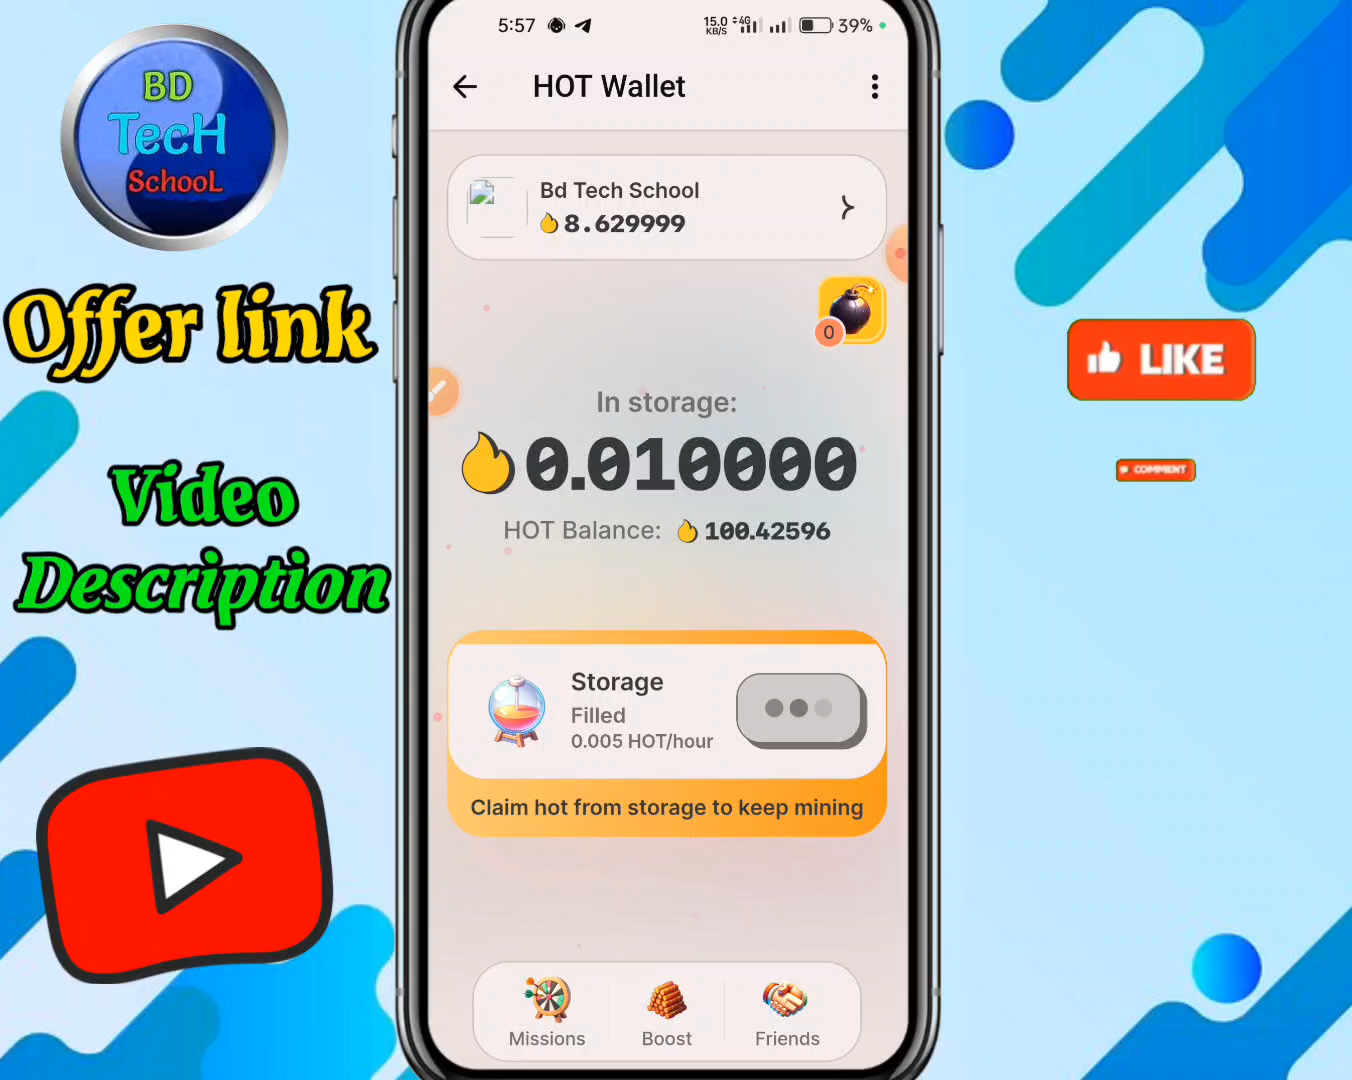 BD
TecH
SchooL
Offer link
Video
Description
5:57
15.0
KB/S
4G
39%
HOT Wallet
Bd Tech School
8.629999
0
In storage:
0.010000
HOT Balance: 100.42596
Storage
Filled
0.005 HOT/hour
Claim hot from storage to keep mining
Missions
Boost
Friends
LIKE
COMMENT